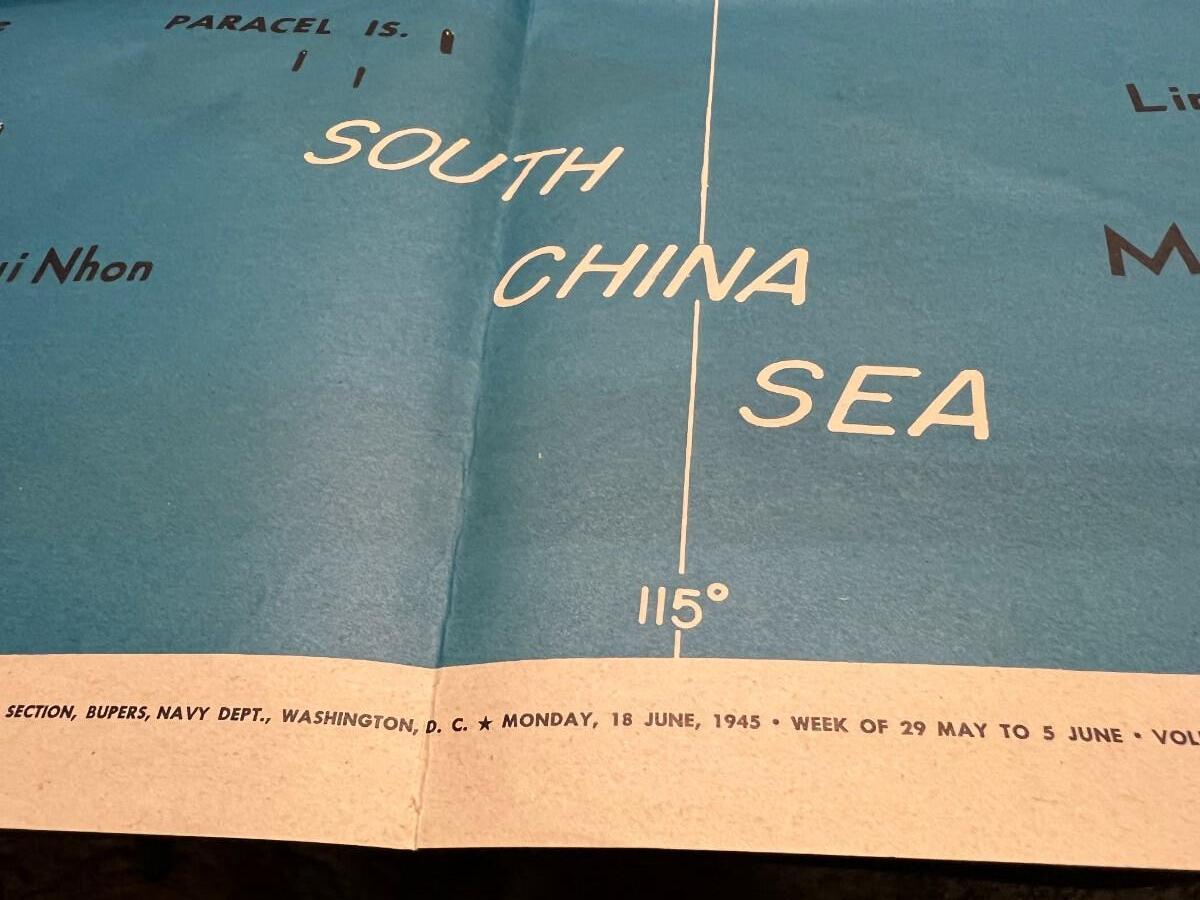 PARACEL IS.
SOUTH
CHINA
SEA
Nhon
115°
SECTION, BUPERS, NAVY DEPT., WASHINGTON, D. C. ★ MONDAY, 18 JUNE, 1945 • WEEK OF 29 MAY TO 5 JUNE •